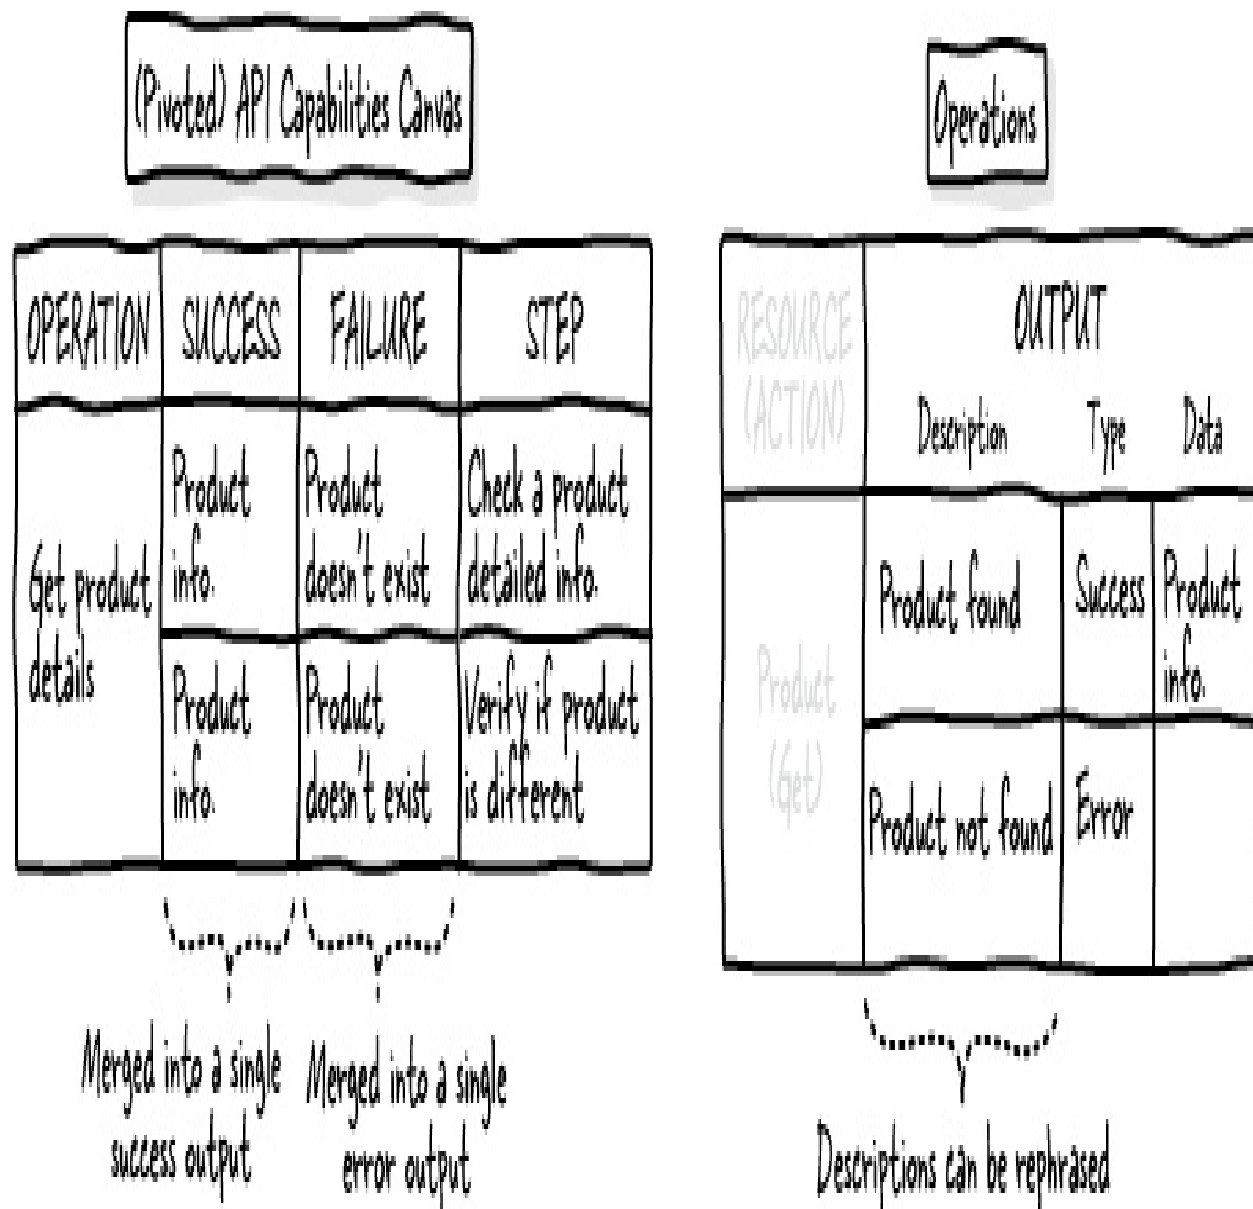 (Pivoted) API Capabilities Canvas
OPERATION
SUCCESS
FAILURE
STEP
Get product
details
Product
info.
Product
doesn't exist
Check a product
detailed info.
Product
info.
Product
doesn't exist
Verify if product
is different
Merged into a single
success output
Merged into a single
error output
Operations
RESOURCE
(ACTION)
OUTPUT
Description
Type
Data
Product
(Get)
Product found
Success
Product
info.
Product not found
Error
Descriptions can be rephrased